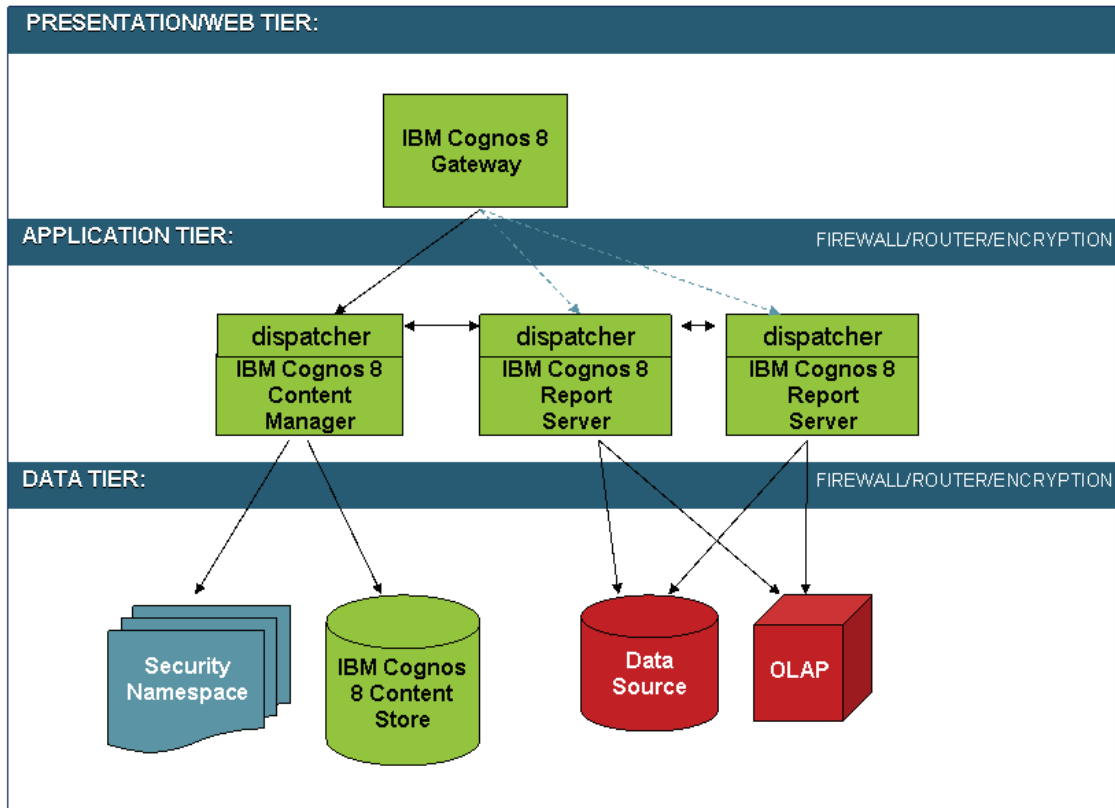 PRESENTATION/WEB TIER:
IBM Cognos 8
Gateway
APPLICATION TIER:
FIREWALL/ROUTER/ENCRYPTION
dispatcher
IBM Cognos 8
Content
Manager
dispatcher
IBM Cognos 8
Report
Server
dispatcher
IBM Cognos 8
Report
Server
DATA TIER:
FIREWALL/ROUTER/ENCRYPTION
Security
Namespace
IBM Cognos
8 Content
Store
Data
Source
OLAP